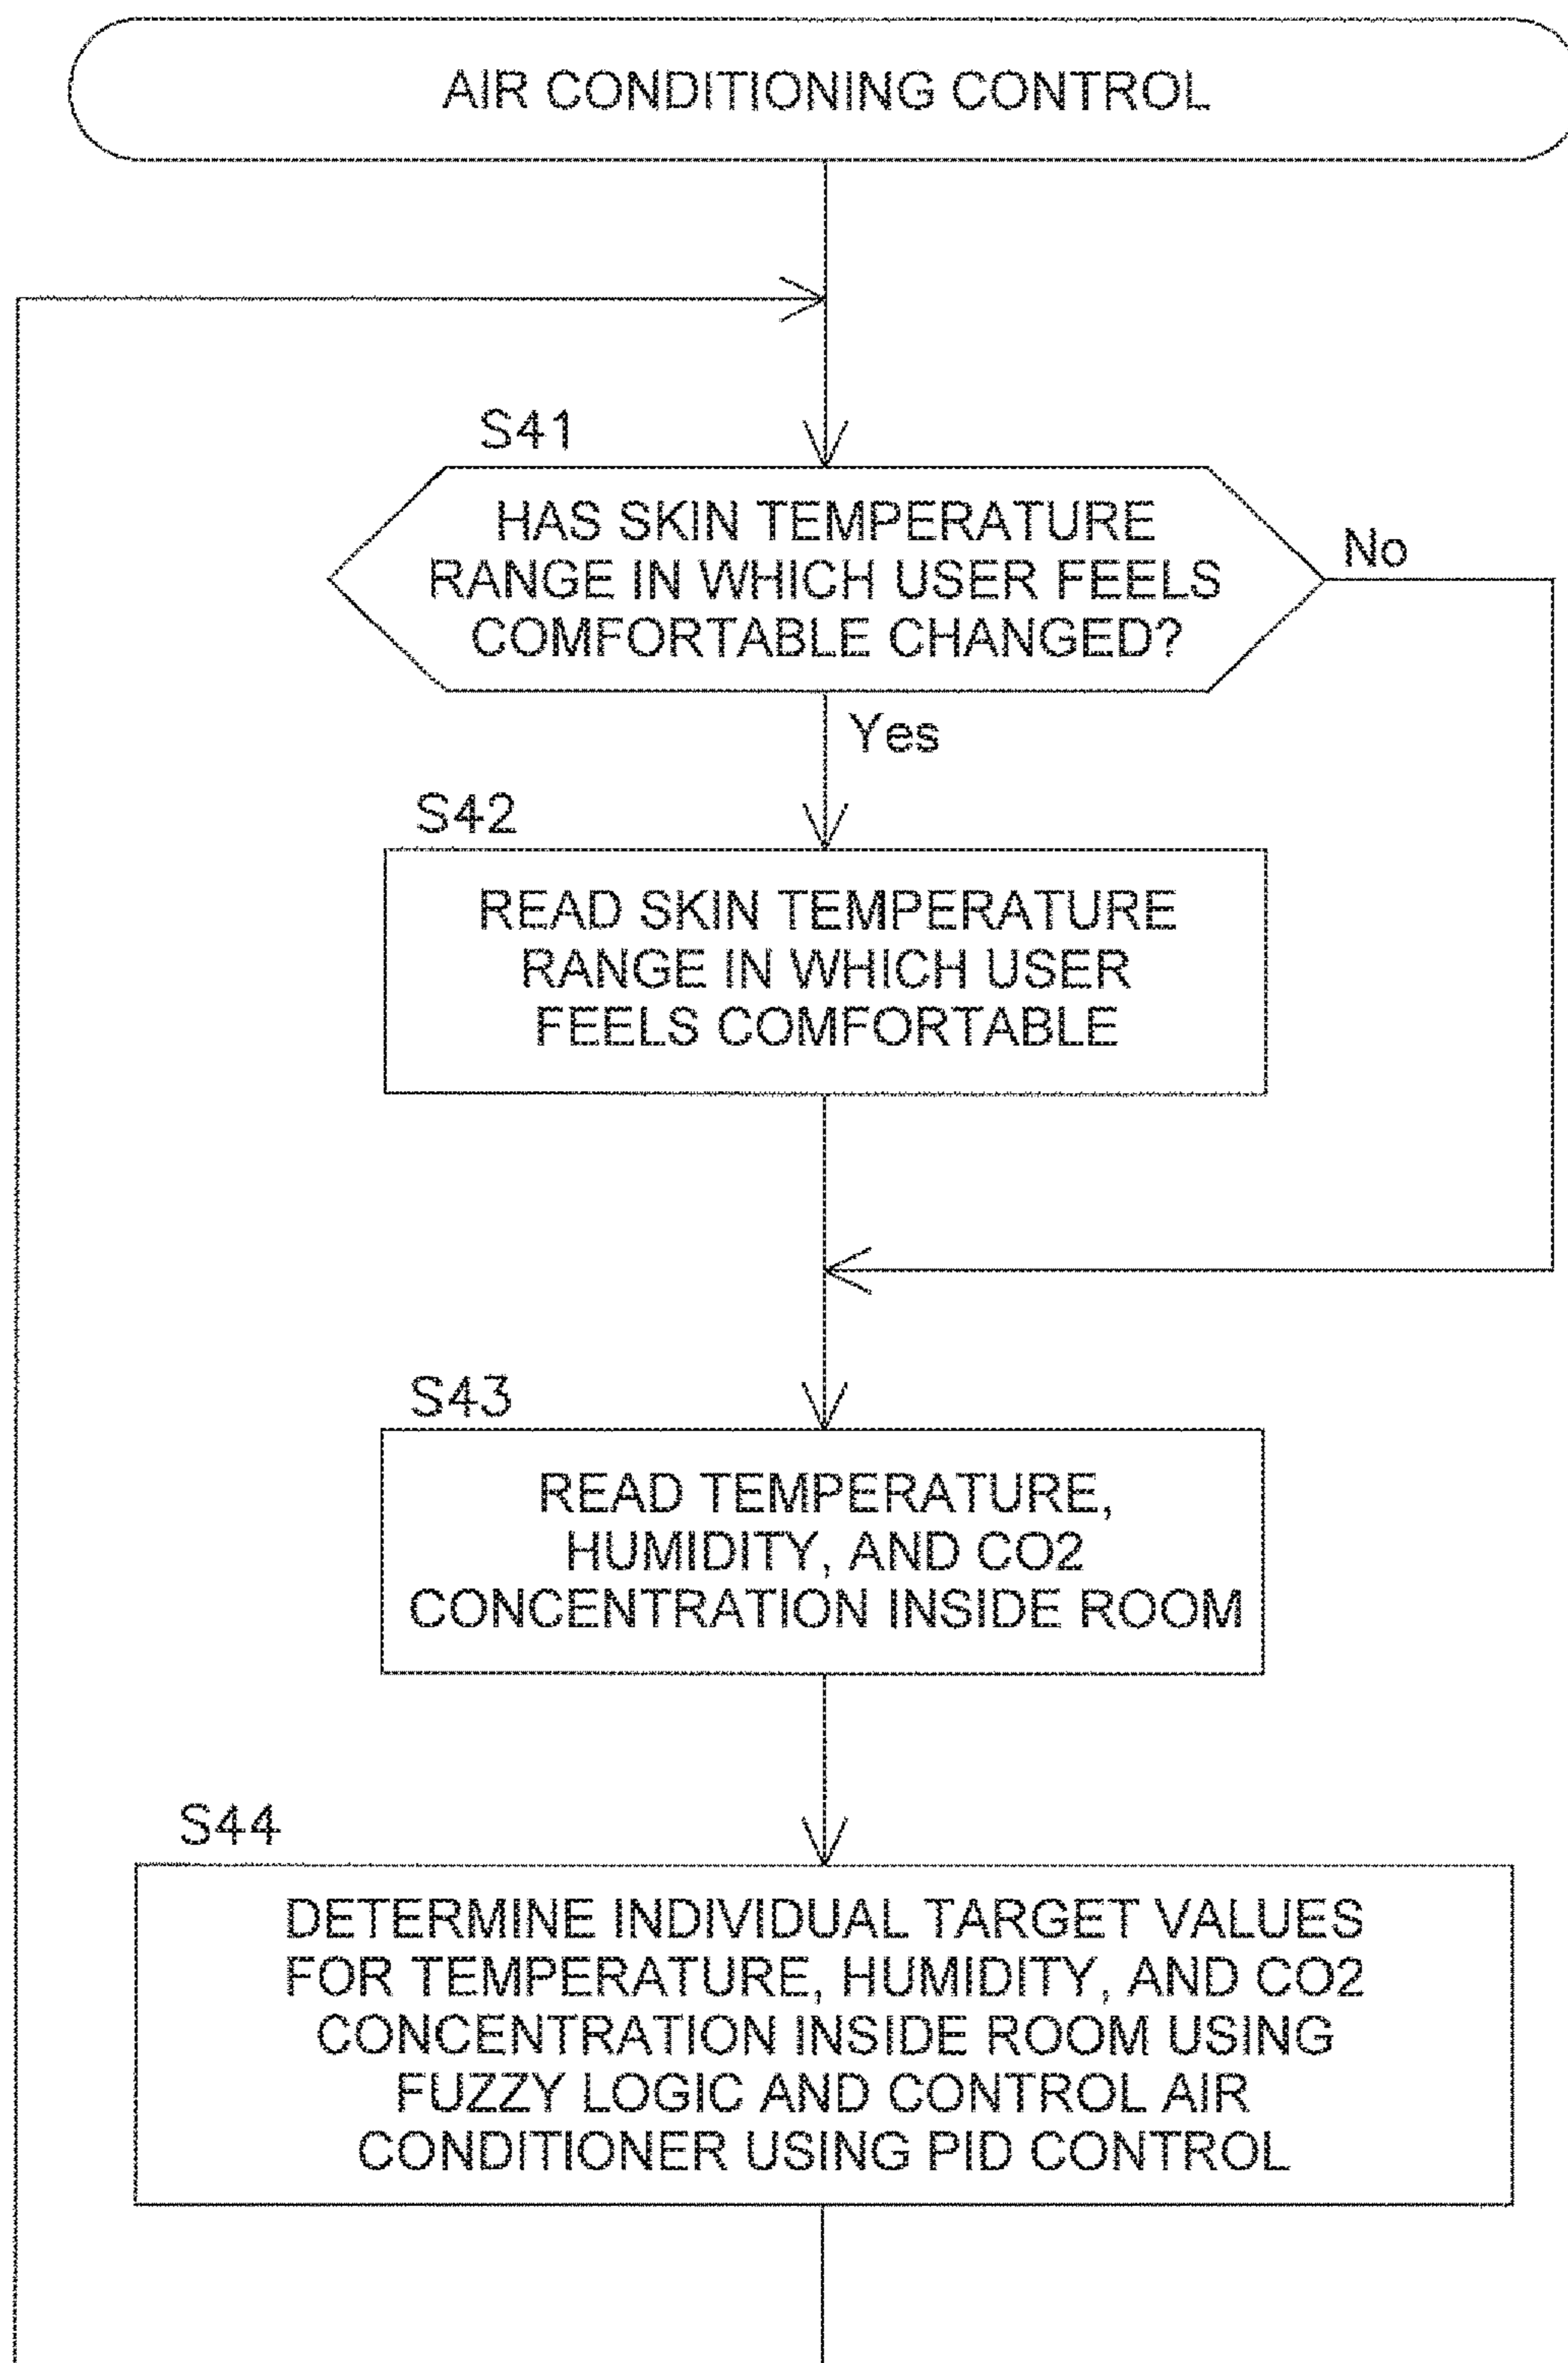 AIR CONDITIONING CONTROL
S41
HAS SKIN TEMPERATURE
RANGE IN WHICH USER FEELS
COMFORTABLE CHANGED?
No
Yes
S42
READ SKIN TEMPERATURE
RANGE IN WHICH USER
FEELS COMFORTABLE
S43
READ TEMPERATURE,
HUMIDITY, AND CO2
CONCENTRATION INSIDE ROOM
S44
DETERMINE INDIVIDUAL TARGET VALUES
FOR TEMPERATURE, HUMIDITY, AND CO2
CONCENTRATION INSIDE ROOM USING
FUZZY LOGIC AND CONTROL AIR
CONDITIONER USING PID CONTROL